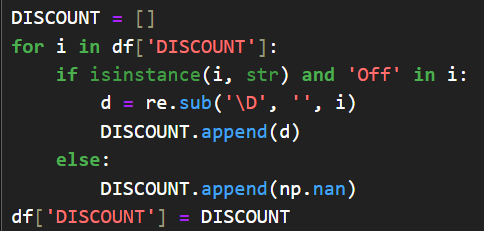 DISCOUNT = []
for i in df['DISCOUNT']:
    if isinstance(i, str) and 'Off' in i:
        d = re.sub('\D', '', i)
        DISCOUNT.append(d)
    else:
        DISCOUNT.append(np.nan)
df['DISCOUNT'] = DISCOUNT